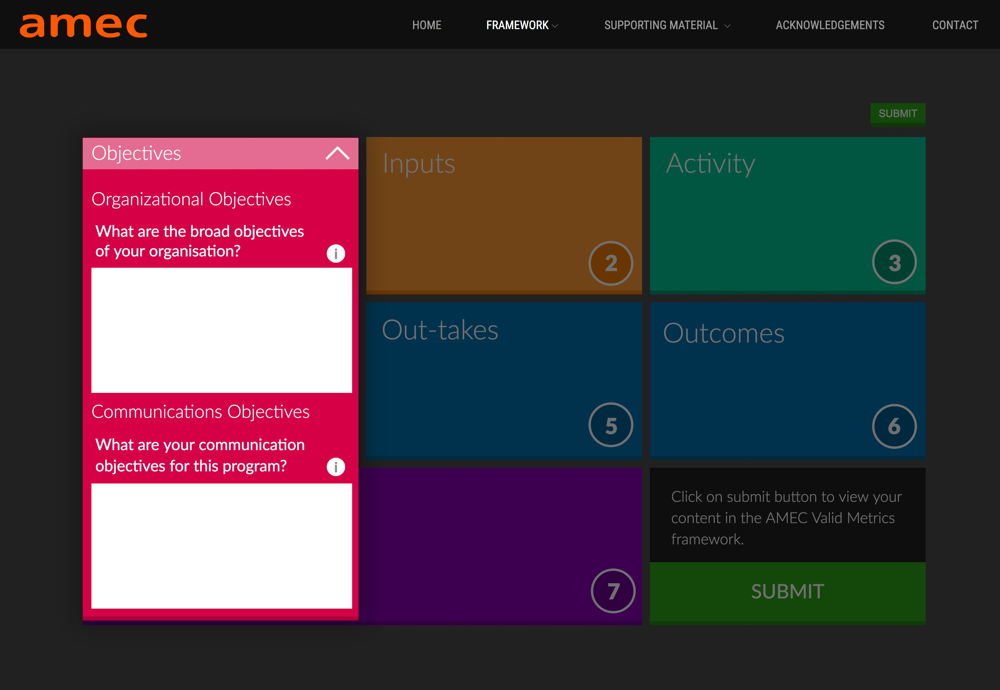 amec
HOME
FRAMEWORK
SUPPORTING MATERIAL
ACKNOWLEDGEMENTS
CONTACT
SUBMIT
Objectives
Organizational Objectives
What are the broad objectives
of your organisation?
i
Communications Objectives
What are your communication
objectives for this program?
i
Inputs
2
Activity
3
Out-takes
5
Outcomes
6
7
Click on submit button to view your
content in the AMEC Valid Metrics
framework.
SUBMIT